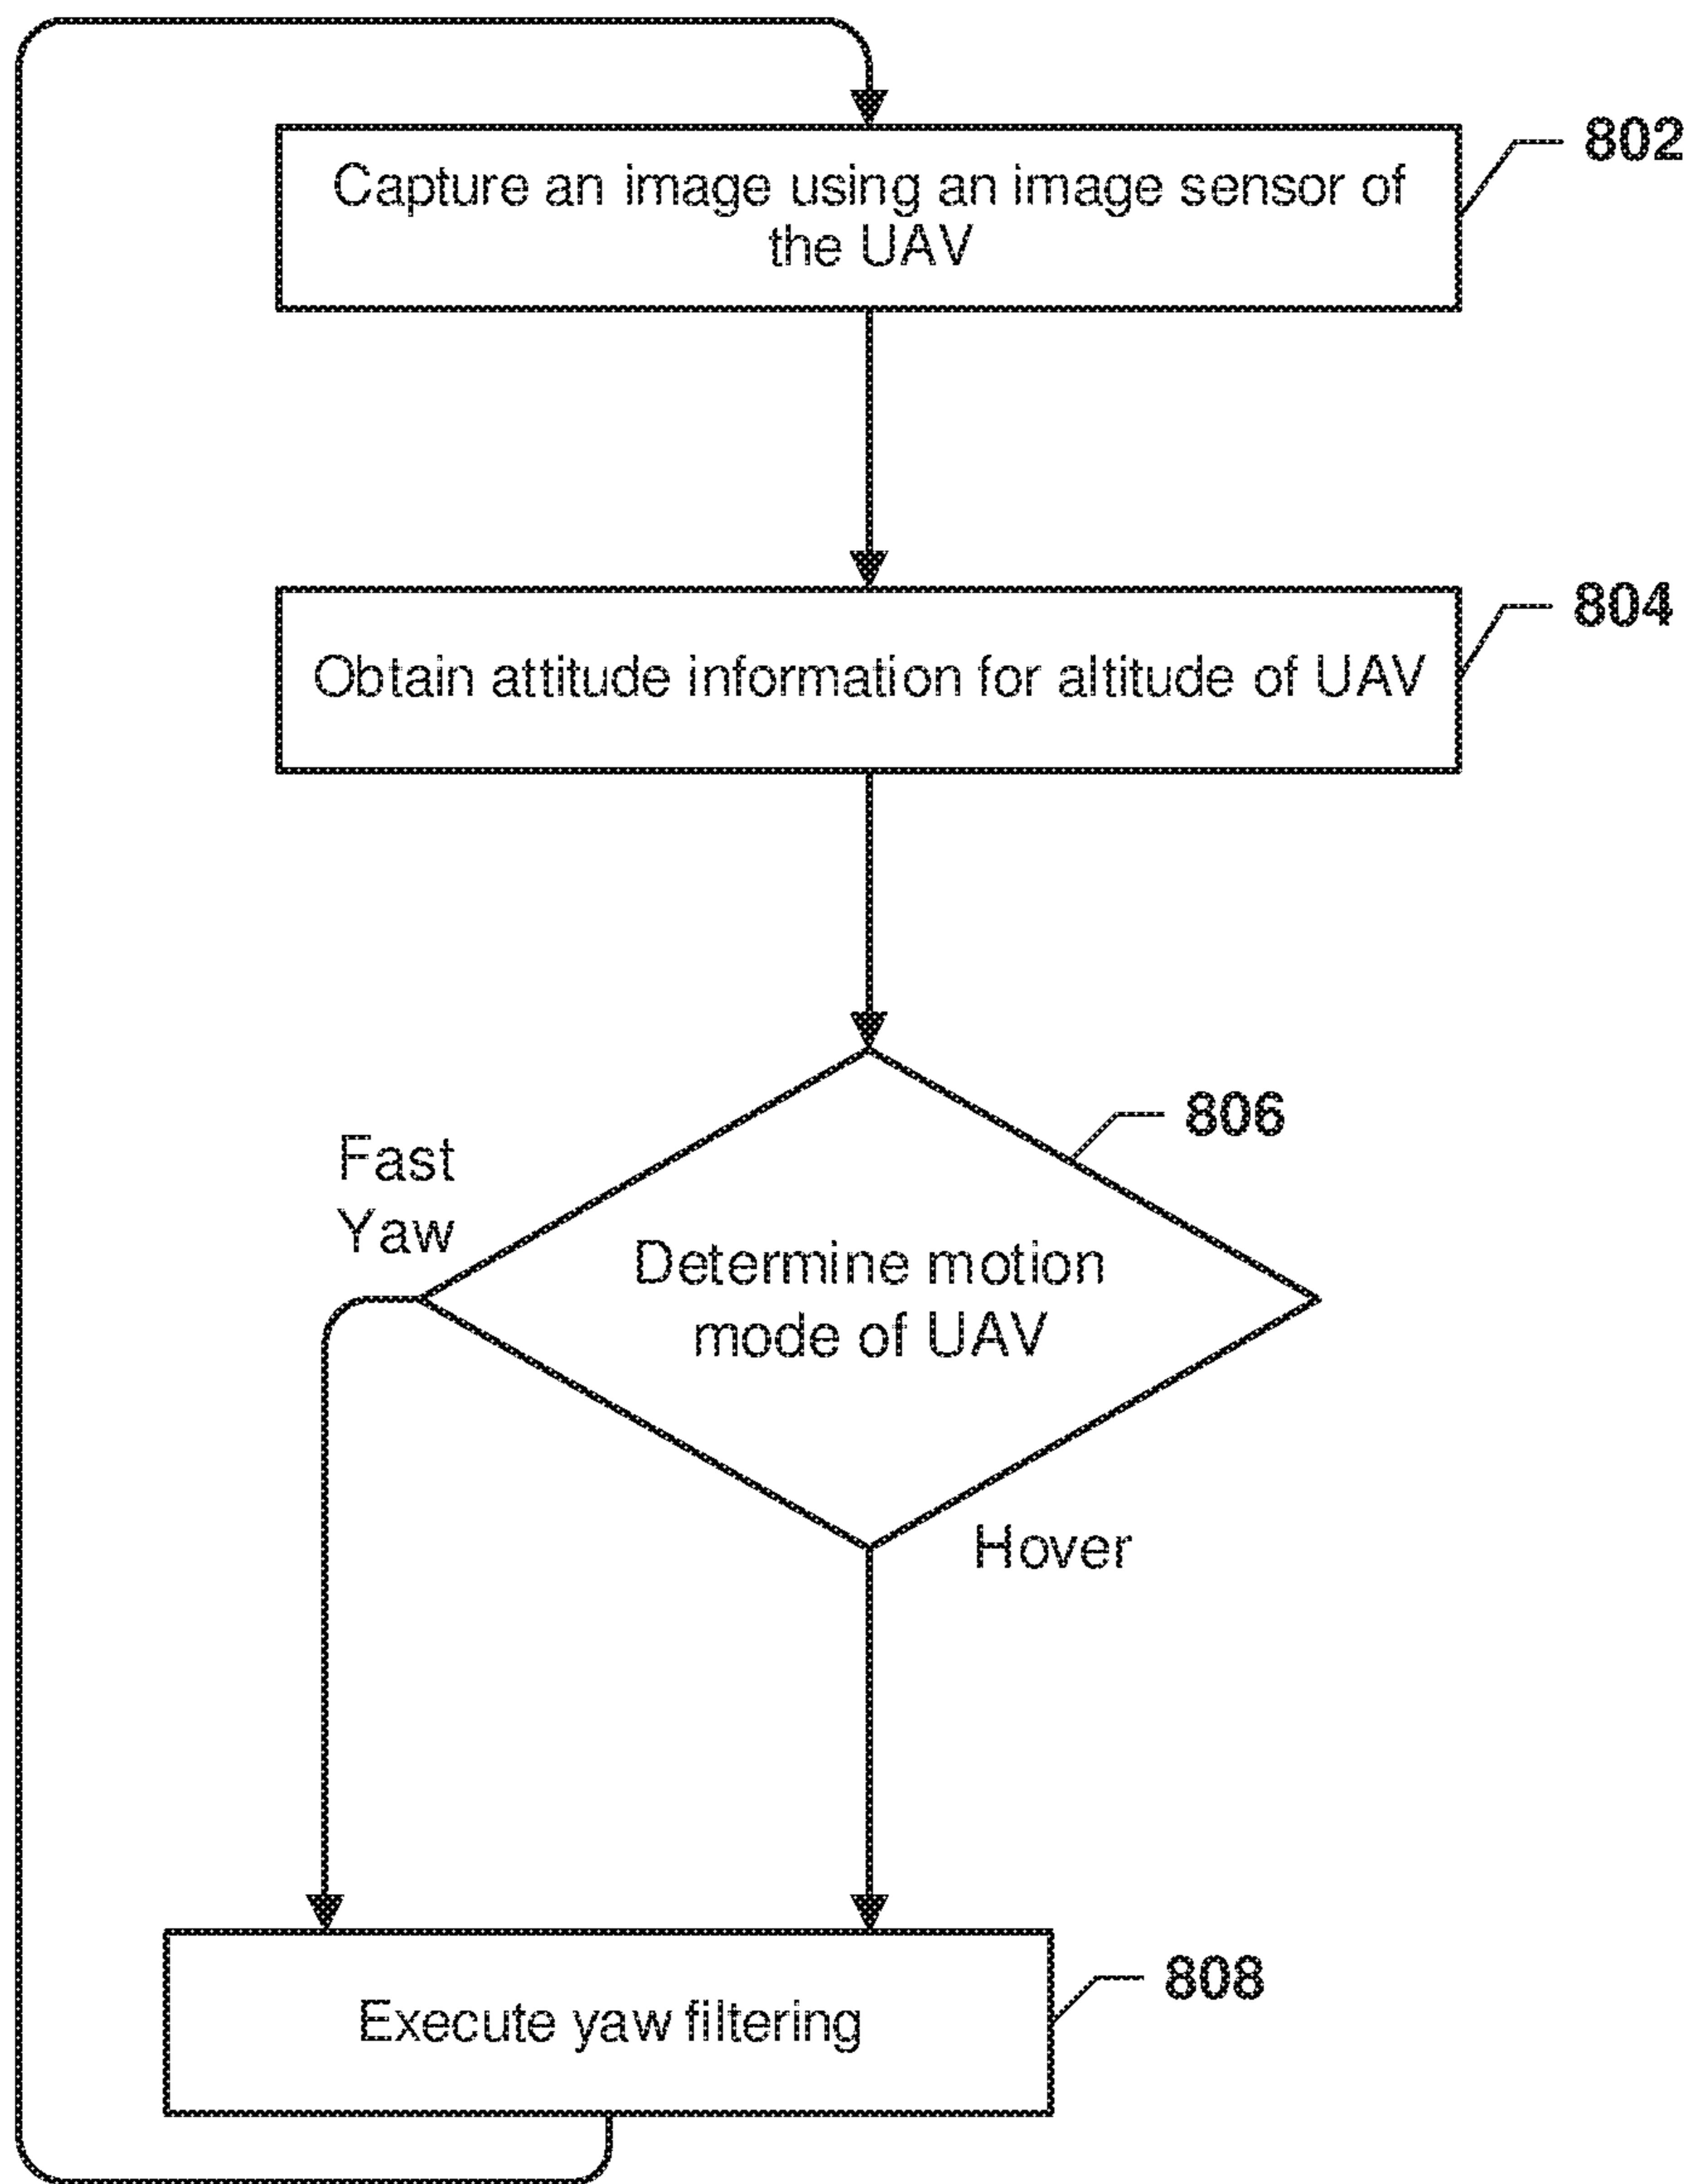 802
Capture an image using an image sensor of
the UAV
804
Obtain attitude information for altitude of UAV
806
Fast
Yaw
Determine motion
mode of UAV
Hover
808
Execute yaw filtering